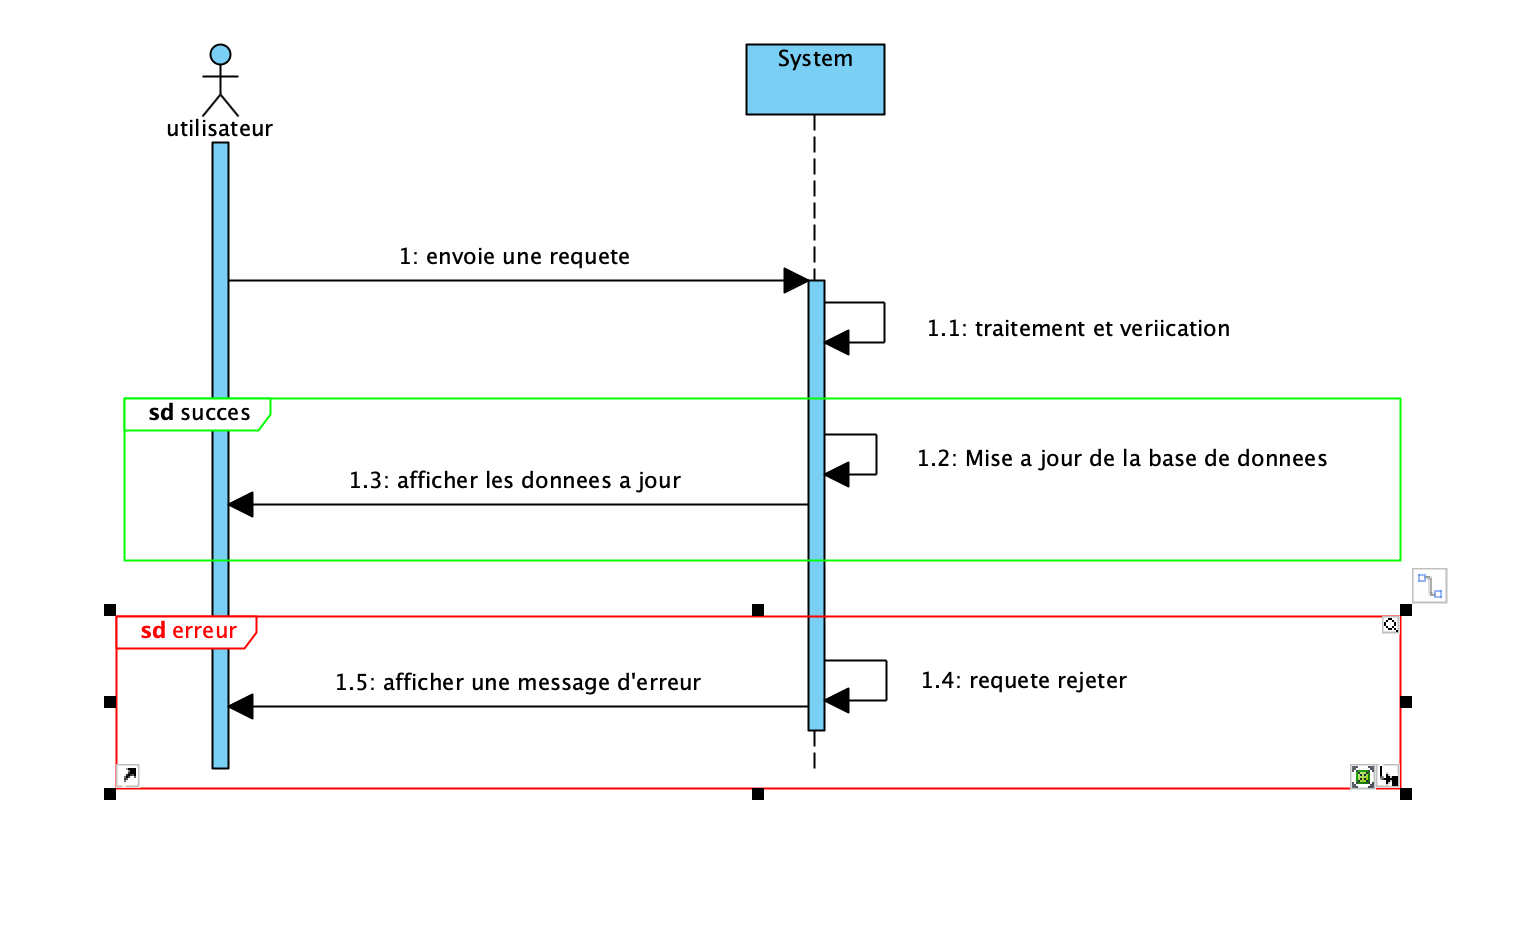 System
utilisateur
1: envoie une requete
1.1: traitement et veriication
sd succes
1.2: Mise a jour de la base de donnees
1.3: afficher les donnees a jour
sd erreur
1.4: requete rejeter
1.5: afficher une message d'erreur